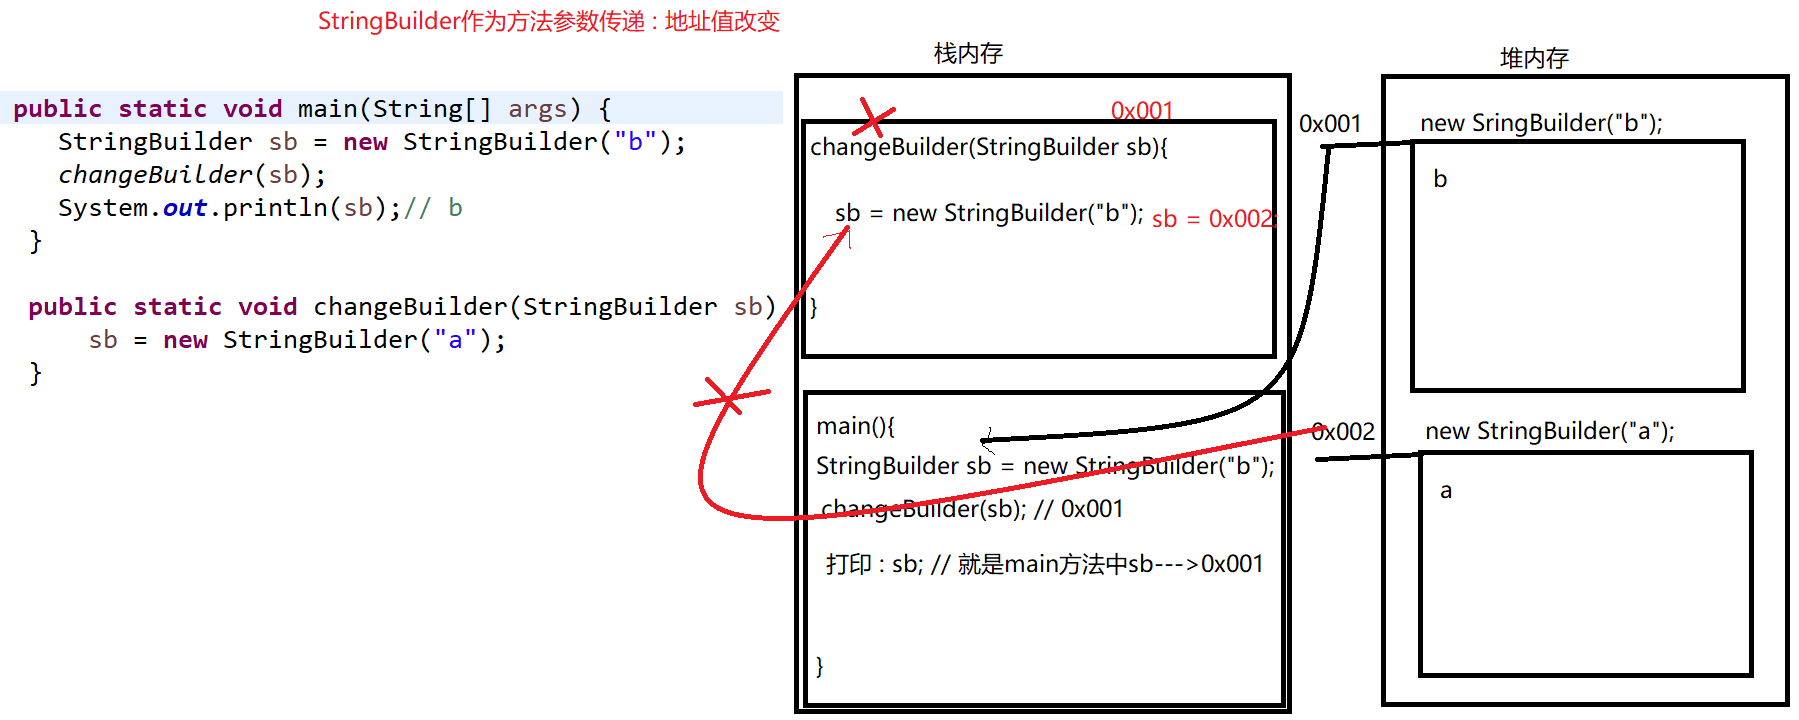 StringBuilder作为方法参数传递 : 地址值改变
public static void main(String[] args) {
StringBuilder sb = new StringBuilder("b");
changeBuilder(sb);
System.out.println(sb);// b
}
public static void changeBuilder(StringBuilder sb)
sb = new StringBuilder("a");
}
栈内存
0x001
changeBuilder(StringBuilder sb){
sb = new StringBuilder("b"); sb = 0x002
}
main(){
StringBuilder sb = new StringBuilder("b");
changeBuilder(sb); // 0x001
打印 : sb; // 就是main方法中sb--->0x001
}
堆内存
0x001 new SringBuilder("b");
b
0x002 new StringBuilder("a");
a